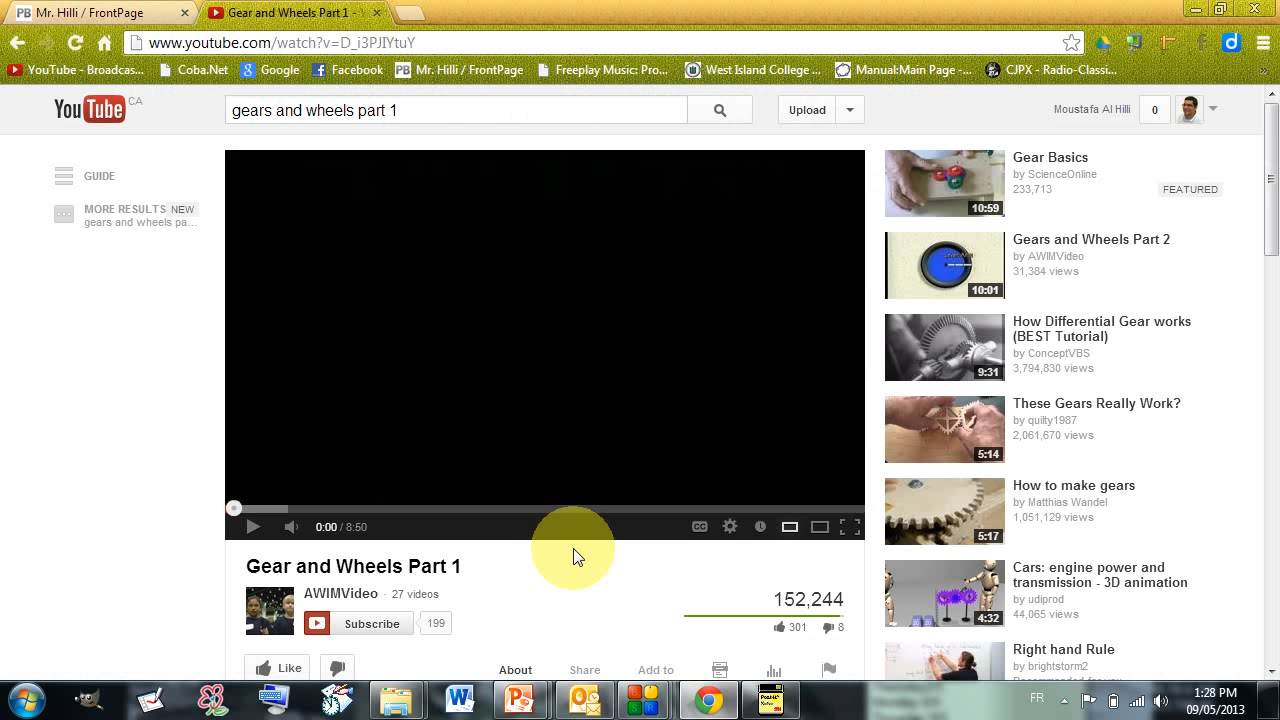 Mr. Hilli / FrontPage
Gear and Wheels Part 1 -
www.youtube.com/watch?v=D_i3PJIYtuY
YouTube - Broadcas...
Coba.Net
Google
Facebook
Mr. Hilli / FrontPage
Freeplay Music: Pro...
West Island College ...
Manual:Main Page -...
CJPX - Radio-Classi...
YouTube CA
gears and wheels part 1
Upload
Moustafa Al Hilli
0
GUIDE
MORE RESULTS NEW
gears and wheels pa...
0:00 / 8:50
CC
Gear and Wheels Part 1
AWIMVideo · 27 videos
Subscribe
199
152,244
301
8
Like
About
Share
Add to
Gear Basics
by ScienceOnline
233,713
FEATURED
10:59
Gears and Wheels Part 2
by AWIMVideo
31,384 views
10:01
How Differential Gear works
(BEST Tutorial)
by ConceptVBS
3,794,830 views
9:31
These Gears Really Work?
by quilty1987
2,061,670 views
5:14
How to make gears
by Matthias Wandel
1,051,129 views
5:17
Cars: engine power and
transmission - 3D animation
by udiprod
44,065 views
4:32
Right hand Rule
by brightstorm2
FR
1:28 PM
09/05/2013